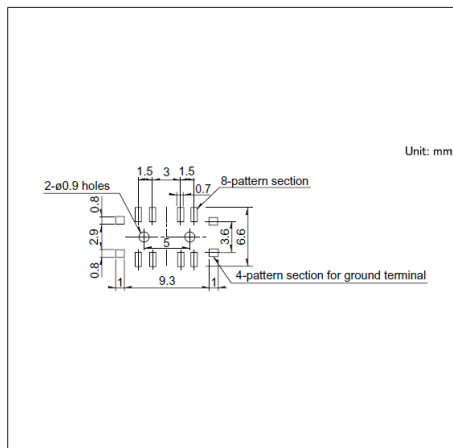 Unit: mm
1.5 3 1.5
2-ø0.9 holes
0.7
8-pattern section
0.8
2.9
0.8
5
3.6
6.6
4-pattern section for ground terminal
1 9.3 1